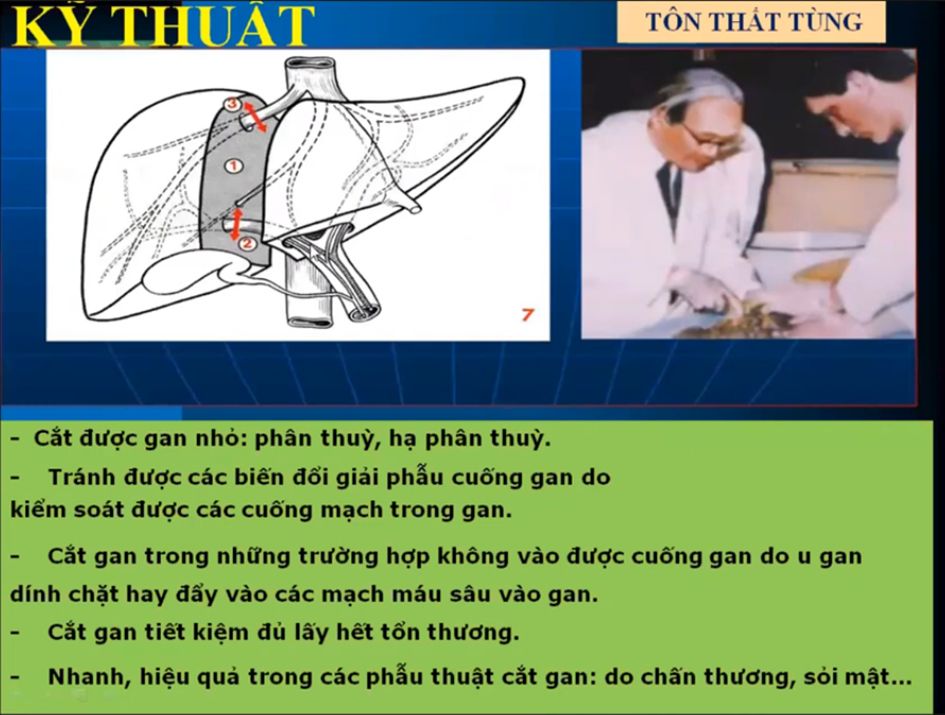 KỸ THUẬT
TÔN THẤT TÙNG
3
1
2
7
- Cắt được gan nhỏ: phân thuỳ, hạ phân thuỳ.
- Tránh được các biến đổi giải phẫu cuống gan do
kiểm soát được các cuống mạch trong gan.
- Cắt gan trong những trường hợp không vào được cuống gan do u gan
dính chặt hay đẩy vào các mạch máu sâu vào gan.
- Cắt gan tiết kiệm đủ lấy hết tổn thương.
- Nhanh, hiệu quả trong các phẫu thuật cắt gan: do chấn thương, sỏi mật...